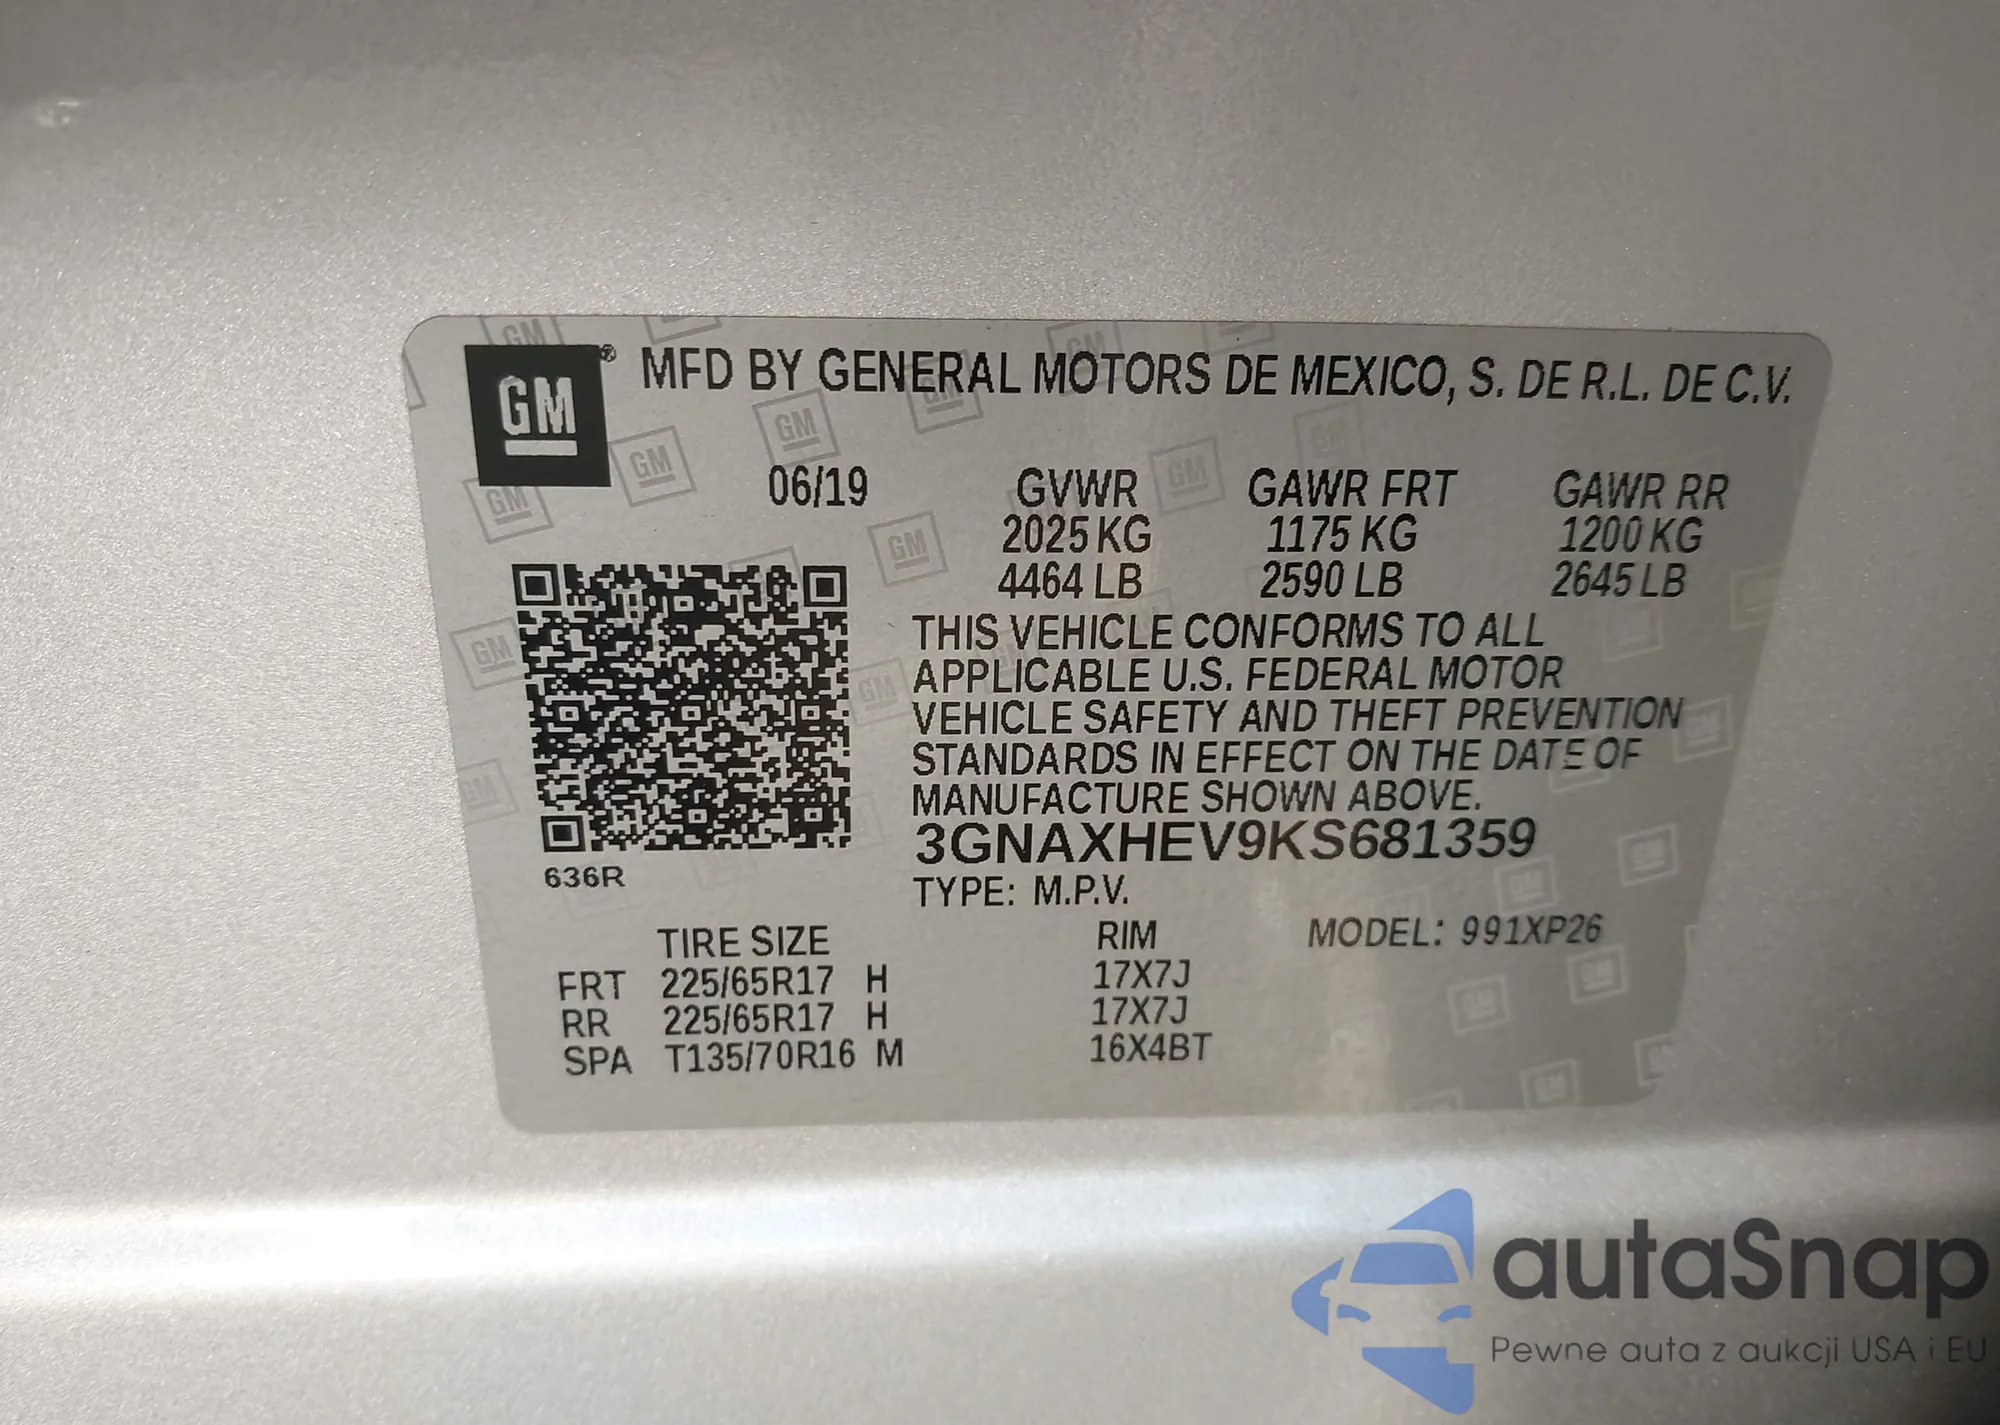 GM® MFD BY GENERAL MOTORS DE MEXICO, S. DE R.L. DE C.V.
06/19 GVWR GAWR FRT GAWR RR
2025 KG 1175 KG 1200 KG
4464 LB 2590 LB 2645 LB
THIS VEHICLE CONFORMS TO ALL
APPLICABLE U.S. FEDERAL MOTOR
VEHICLE SAFETY AND THEFT PREVENTION
STANDARDS IN EFFECT ON THE DATE OF
MANUFACTURE SHOWN ABOVE.
3GNAXHEV9KS681359
636R
TYPE: M.P.V.
TIRE SIZE RIM MODEL: 991XP26
FRT 225/65R17 H 17X7J
RR 225/65R17 H 17X7J
SPA T135/70R16 M 16X4BT
autaSnap
Pewne auta z aukcji USA i EU